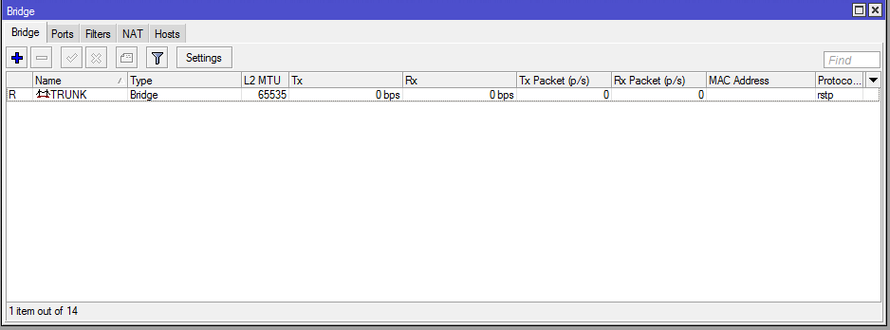 Bridge
Bridge Ports Filters NAT Hosts
Settings Find
Name Type L2 MTU Tx Rx Tx Packet (p/s) Rx Packet (p/s) MAC Address Protoco...
R TRUNK Bridge 65535 0 bps 0 bps 0 0 rstp
1 item out of 14